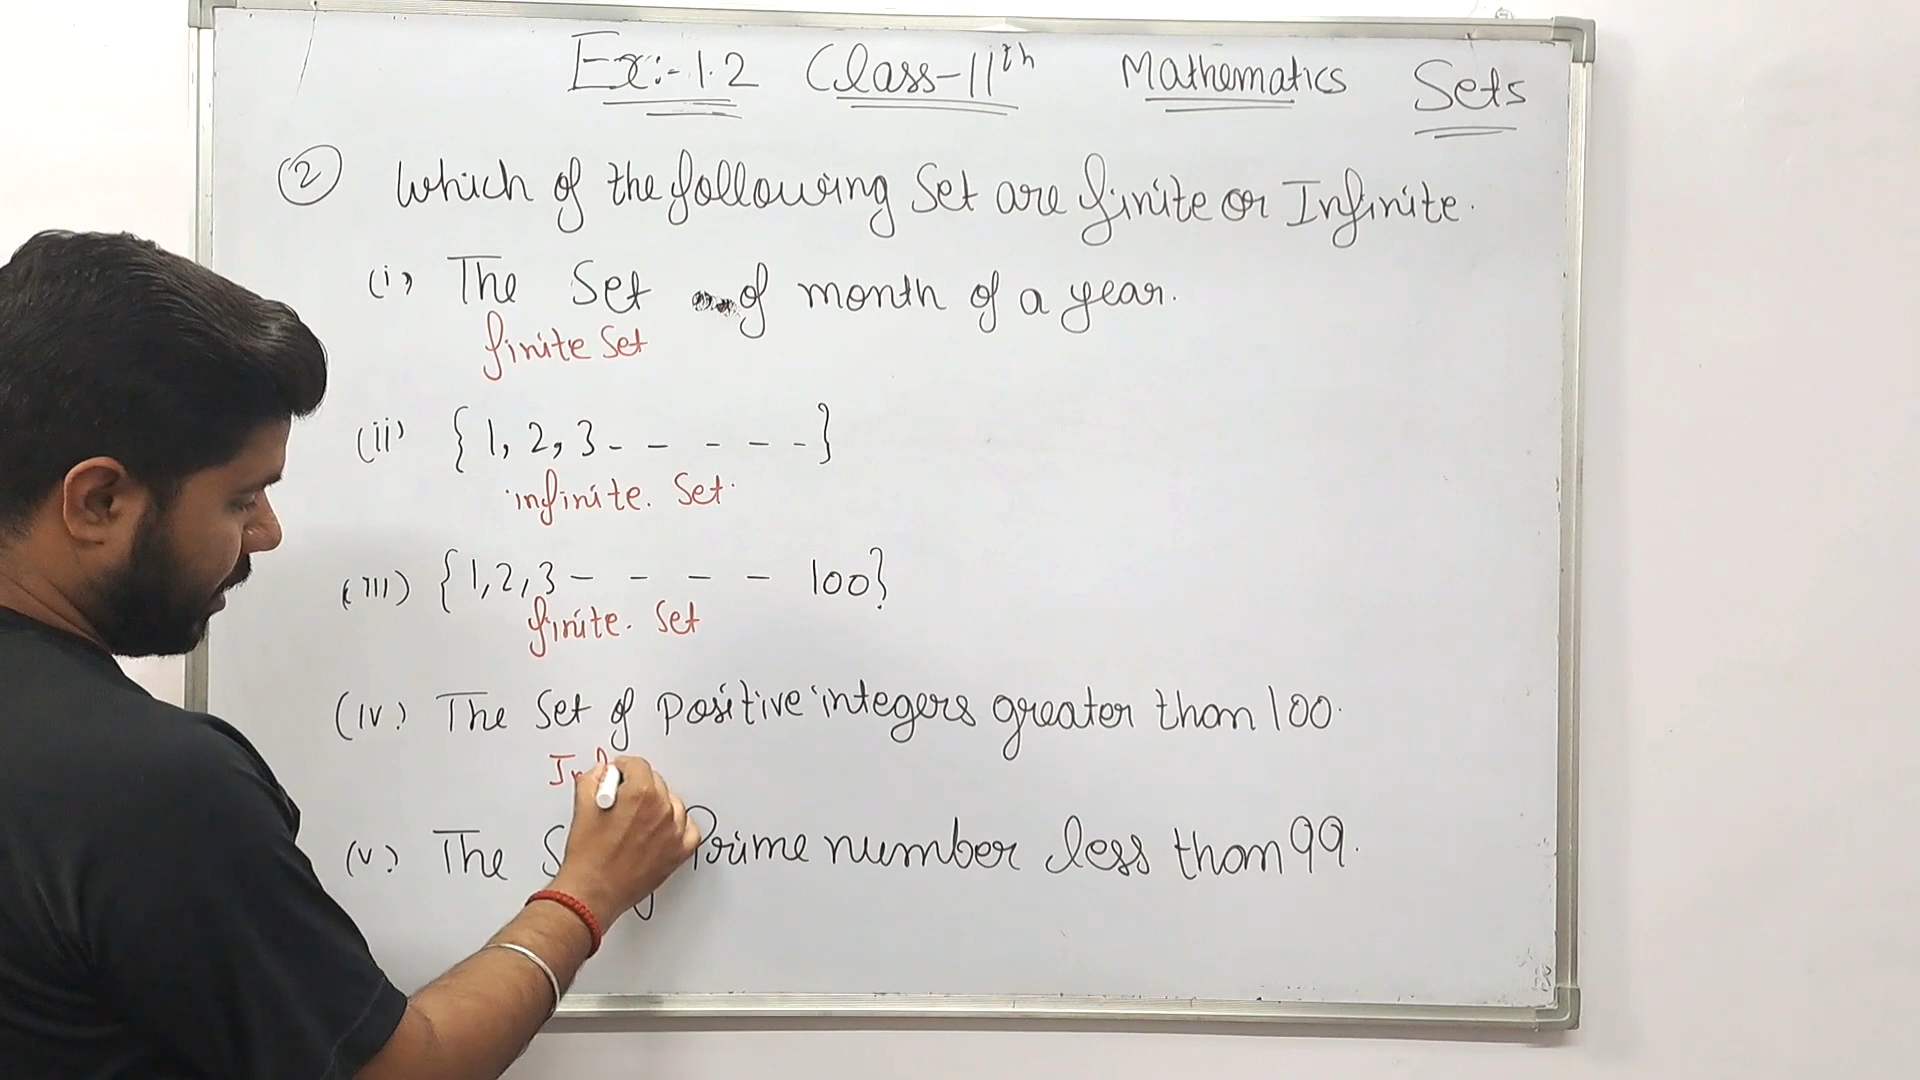 Ex:-1.2 Class-11th Mathematics Sets
(2) Which of the following Set are finite or Infinite.
(i) The Set of month of a year.
finite Set
(ii) {1, 2, 3 - - - - -}
infinite. Set.
(iii) {1, 2, 3 - - - - 100}
finite. Set
(iv) The Set of positive integers greater than 100.
(v) The Prime number less than 99.